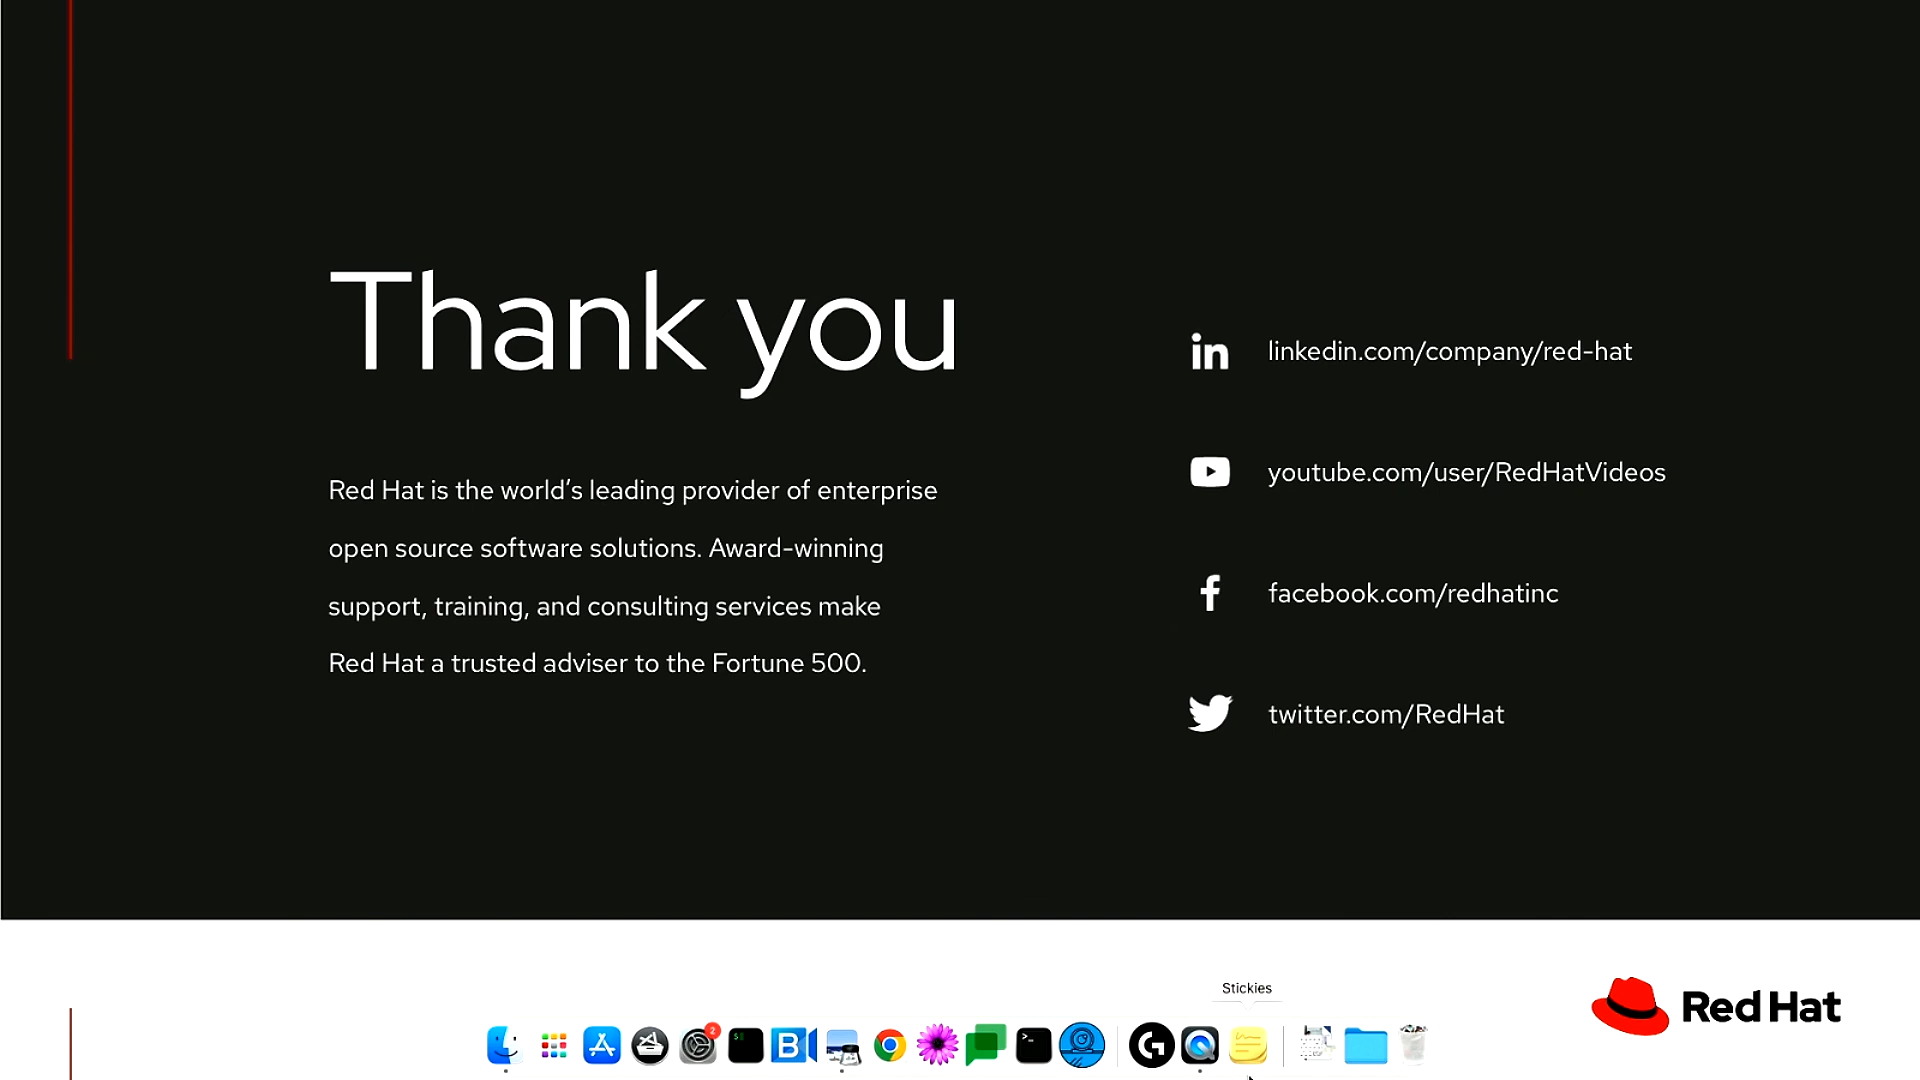 Thank you
Red Hat is the world’s leading provider of enterprise
open source software solutions. Award-winning
support, training, and consulting services make
Red Hat a trusted adviser to the Fortune 500.
in linkedin.com/company/red-hat
youtube.com/user/RedHatVideos
f facebook.com/redhatinc
twitter.com/RedHat
Stickies
2
B
G
Red Hat